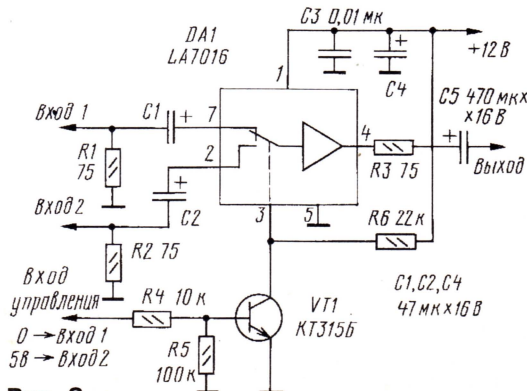 DA1
LA7016
C3 0,01 мк
+12 В
1
C4
C5 470 мк×
×16 В
Вход 1
C1
7
4
R1
75
2
R3 75
Выход
Вход 2
C2
3
5
R6 22 к
R2 75
C1, C2, C4
47 мк×16 В
Вход
управления
R4 10 к
VT1
КТ315Б
0 → Вход 1
5В → Вход 2
R5
100 к